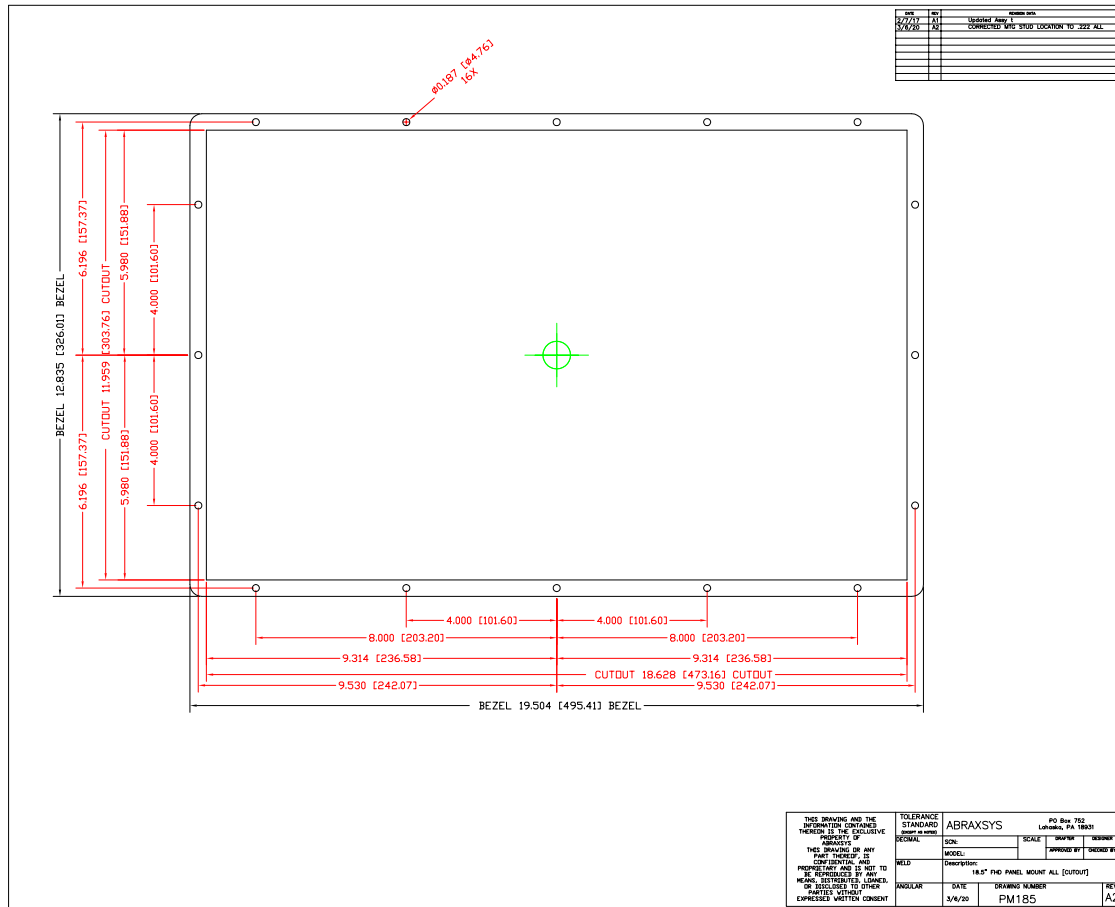 DATE REV REVISION DATA
2/7/17 A1 Updated Assy t
3/6/20 A2 CORRECTED MTG STUD LOCATION TO .222 ALL
⌀0.187 [⌀4.76]
16X
BEZEL 12.835 [326.01] BEZEL
6.196 [157.37]
6.196 [157.37]
CUTOUT 11.959 [303.76] CUTOUT
5.980 [151.88]
5.980 [151.88]
4.000 [101.60]
4.000 [101.60]
4.000 [101.60] 4.000 [101.60]
8.000 [203.20] 8.000 [203.20]
9.314 [236.58] 9.314 [236.58]
CUTOUT 18.628 [473.16] CUTOUT
9.530 [242.07] 9.530 [242.07]
BEZEL 19.504 [495.41] BEZEL
THIS DRAWING AND THE
INFORMATION CONTAINED
THEREON IS THE EXCLUSIVE
PROPERTY OF
ABRAXSYS
THIS DRAWING OR ANY
PART THEREOF, IS
CONFIDENTIAL AND
PROPRIETARY AND IS NOT TO
BE REPRODUCED BY ANY
MEANS, DISTRIBUTED, LOANED,
OR DISCLOSED TO OTHER
PARTIES WITHOUT
EXPRESSED WRITTEN CONSENT
TOLERANCE
STANDARD
(EXCEPT AS NOTED)
DECIMAL
WELD
ANGULAR
ABRAXSYS
PO Box 752
Lahaska, PA 18931
SCN: SCALE DRAFTER DESIGNER
MODEL: APPROVED BY CHECKED BY
Description:
18.5" FHD PANEL MOUNT ALL [CUTOUT]
DATE DRAWING NUMBER REV
3/6/20 PM185 A2